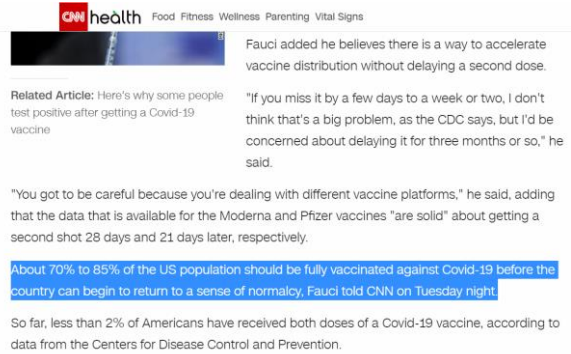 CNN health Food Fitness Wellness Parenting Vital Signs
Fauci added he believes there is a way to accelerate
vaccine distribution without delaying a second dose.
Related Article: Here's why some people
test positive after getting a Covid-19
vaccine
"If you miss it by a few days to a week or two, I don't
think that's a big problem, as the CDC says, but I'd be
concerned about delaying it for three months or so," he
said.
"You got to be careful because you're dealing with different vaccine platforms," he said, adding
that the data that is available for the Moderna and Pfizer vaccines "are solid" about getting a
second shot 28 days and 21 days later, respectively.
About 70% to 85% of the US population should be fully vaccinated against Covid-19 before the
country can begin to return to a sense of normalcy, Fauci told CNN on Tuesday night.
So far, less than 2% of Americans have received both doses of a Covid-19 vaccine, according to
data from the Centers for Disease Control and Prevention.